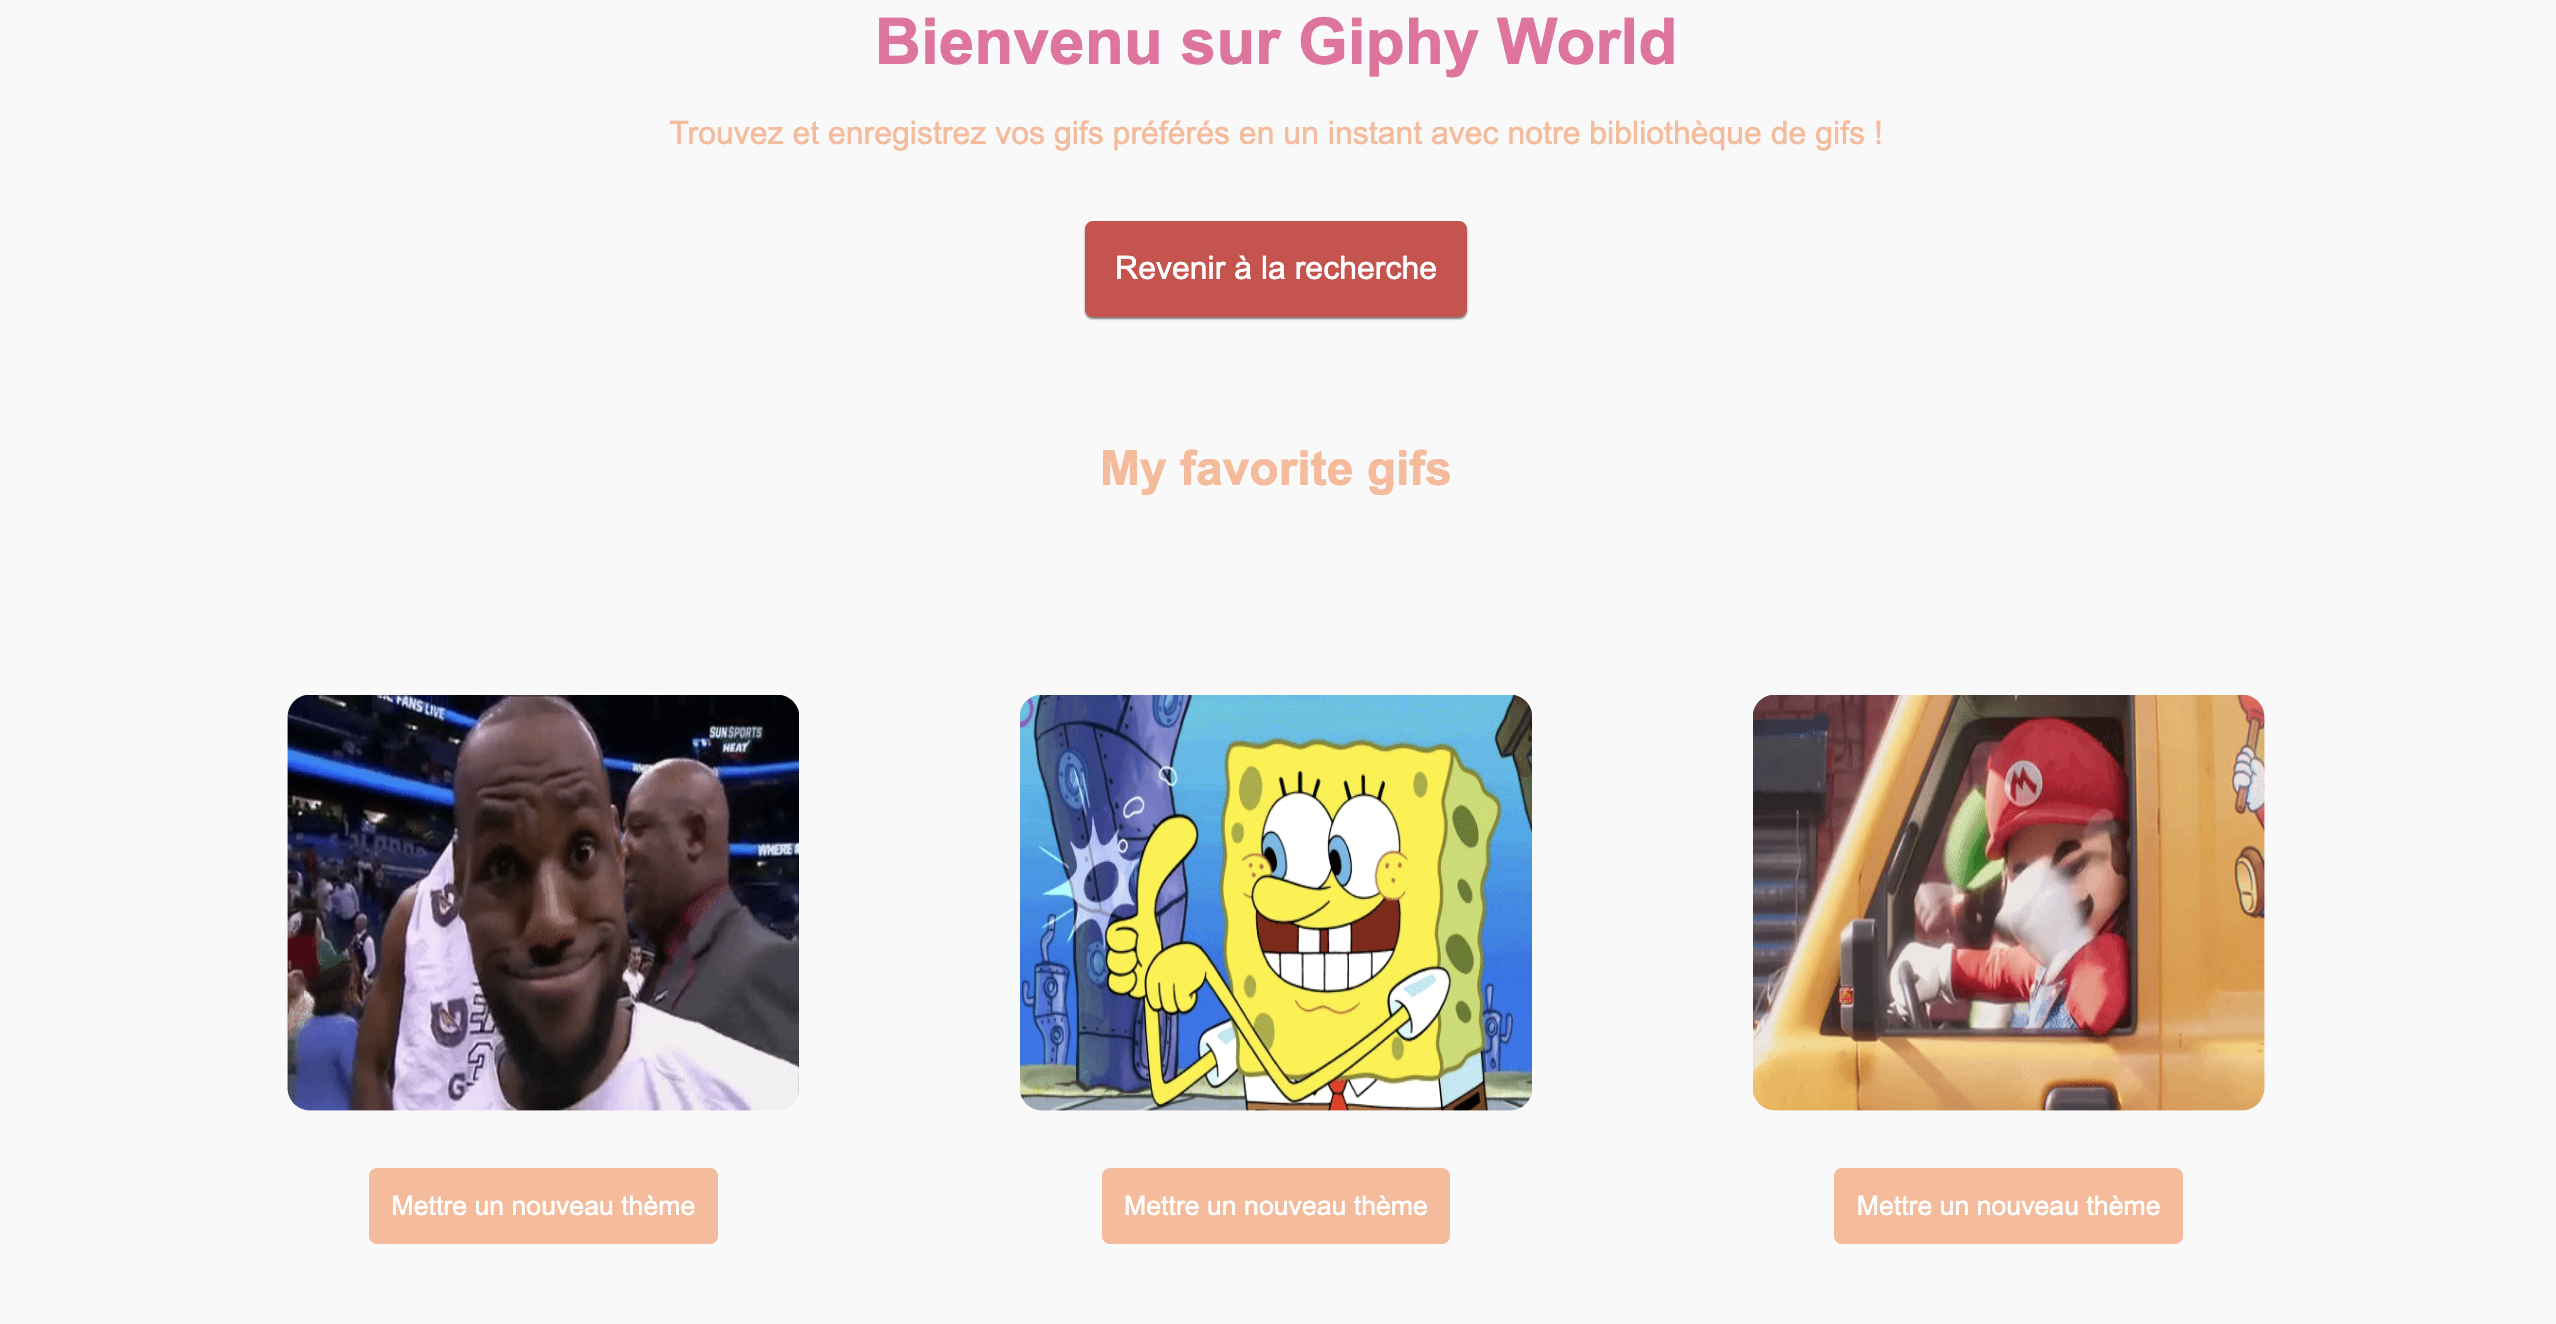 Bienvenu sur Giphy World
Trouvez et enregistrez vos gifs préférés en un instant avec notre bibliothèque de gifs !
Revenir à la recherche
My favorite gifs
FANS LIVE
SUN SPORTS
HEAT
WHERE
M
Mettre un nouveau thème
Mettre un nouveau thème
Mettre un nouveau thème